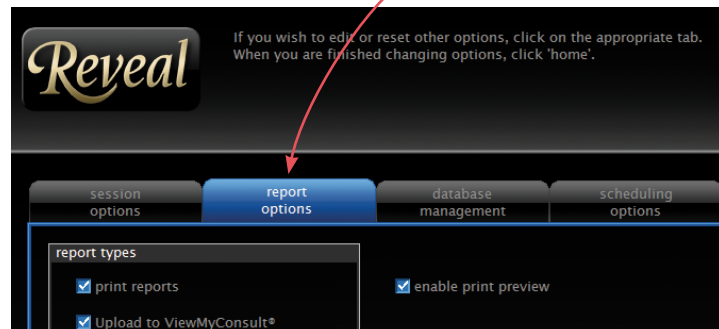 Reveal
If you wish to edit or reset other options, click on the appropriate tab.
When you are finished changing options, click 'home'.
session options
report options
database management
scheduling options
report types
print reports
enable print preview
Upload to ViewMyConsult®